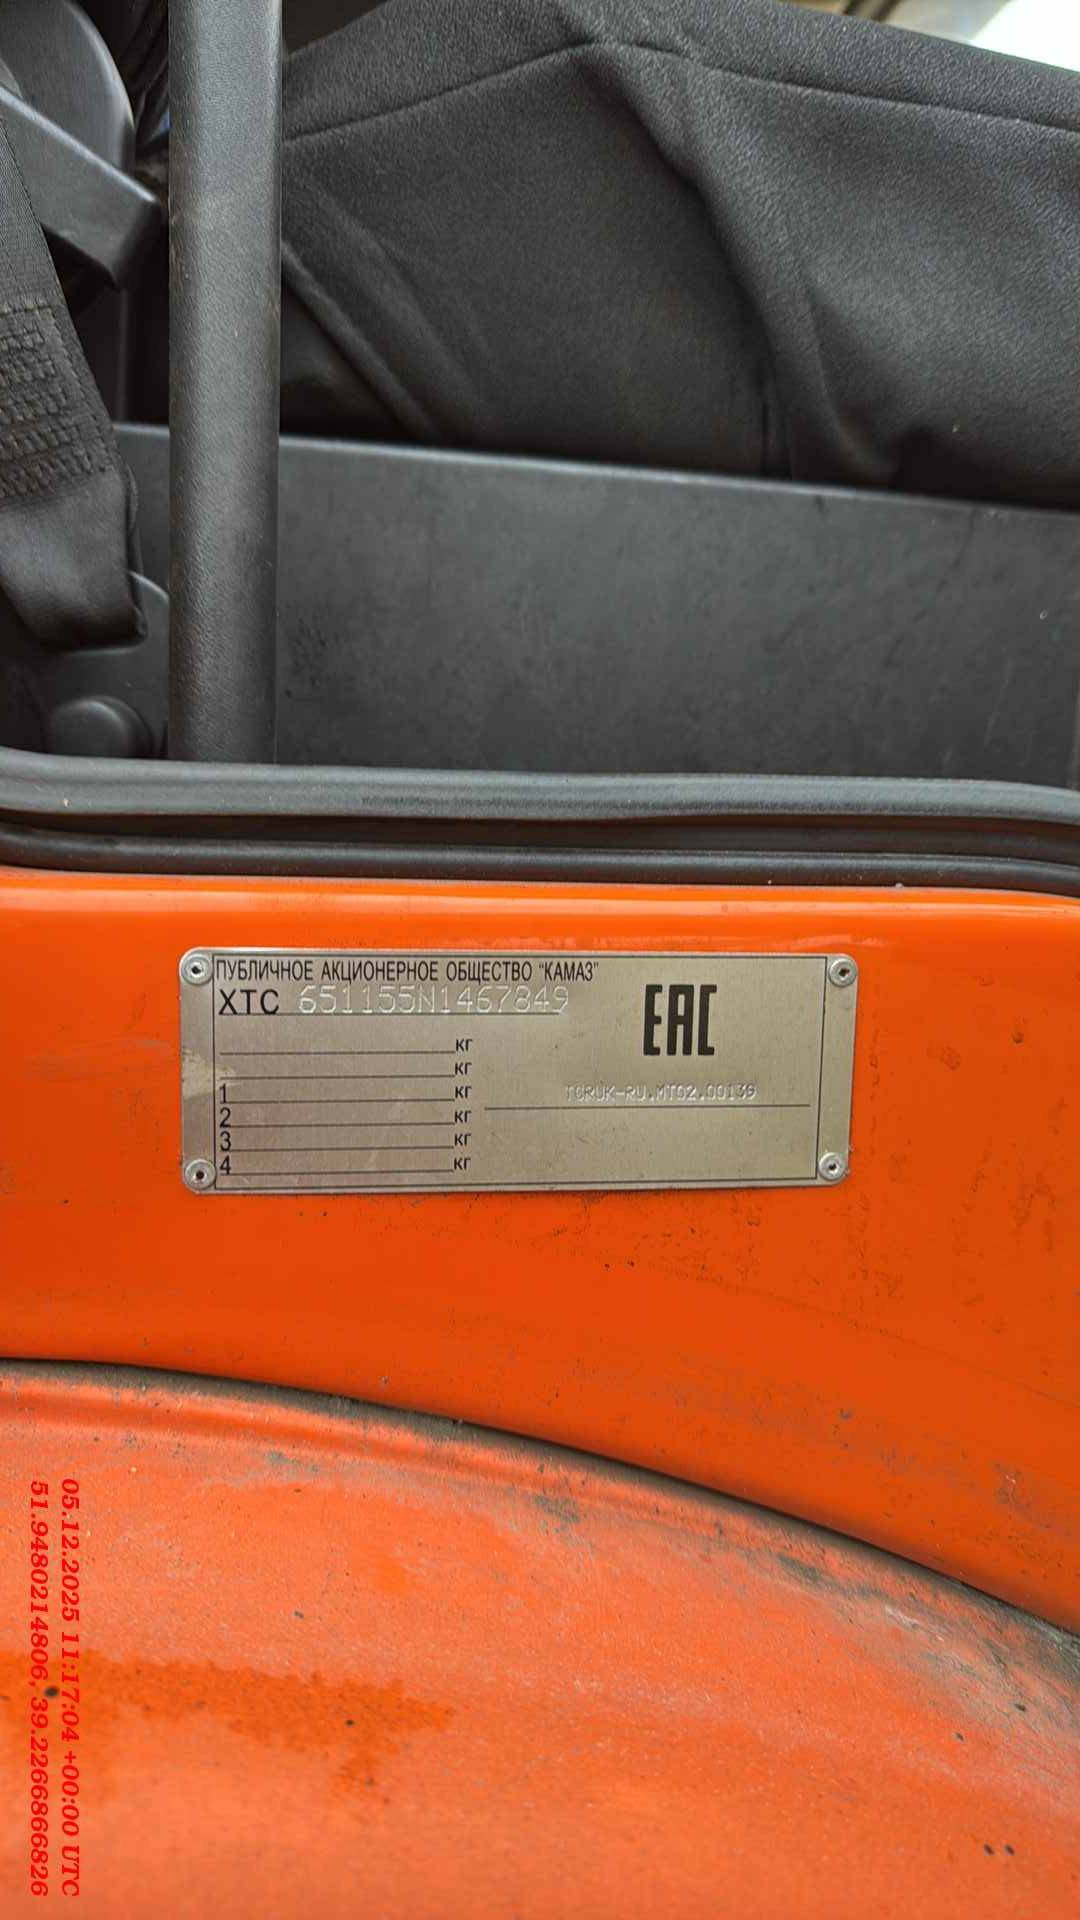 ПУБЛИЧНОЕ АКЦИОНЕРНОЕ ОБЩЕСТВО "КАМАЗ"
XTC 651155N1467849
EAC
кг
кг
1 кг
2 кг
3 кг
4 кг
TCRUK-RU.MT02.00139
05.12.2025 11:17:04 +00:00 UTC
51.9480214806, 39.2266866826